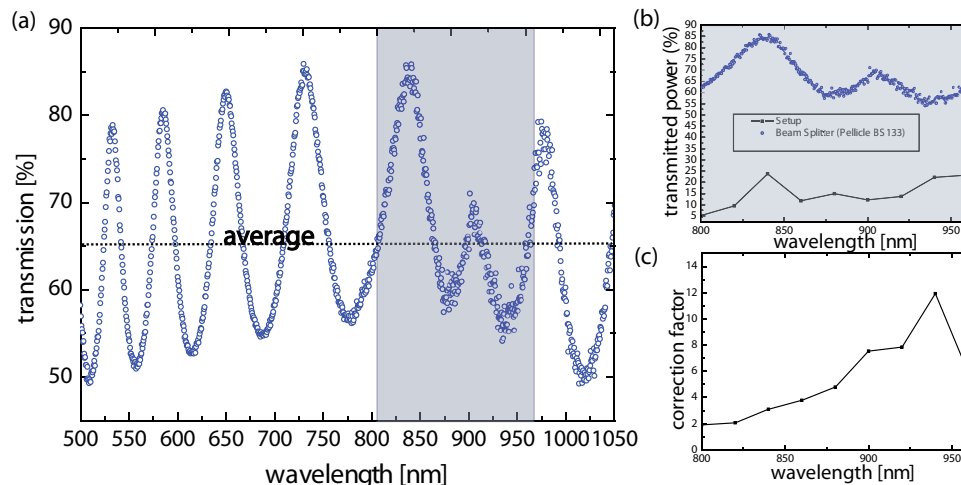 (a)
90
80
70
60
50
transmission [%]
average
500 550 600 650 700 750 800 850 900 950 1000 1050
wavelength [nm]
(b)
90
85
80
75
70
65
60
55
50
45
40
35
30
25
20
15
10
5
transmitted power (%)
Setup
Beam Splitter (Pellicle BS133)
800 850 900 950
wavelength [nm]
(c)
14
12
10
8
6
4
2
0
correction factor
800 850 900 950
wavelength [nm]